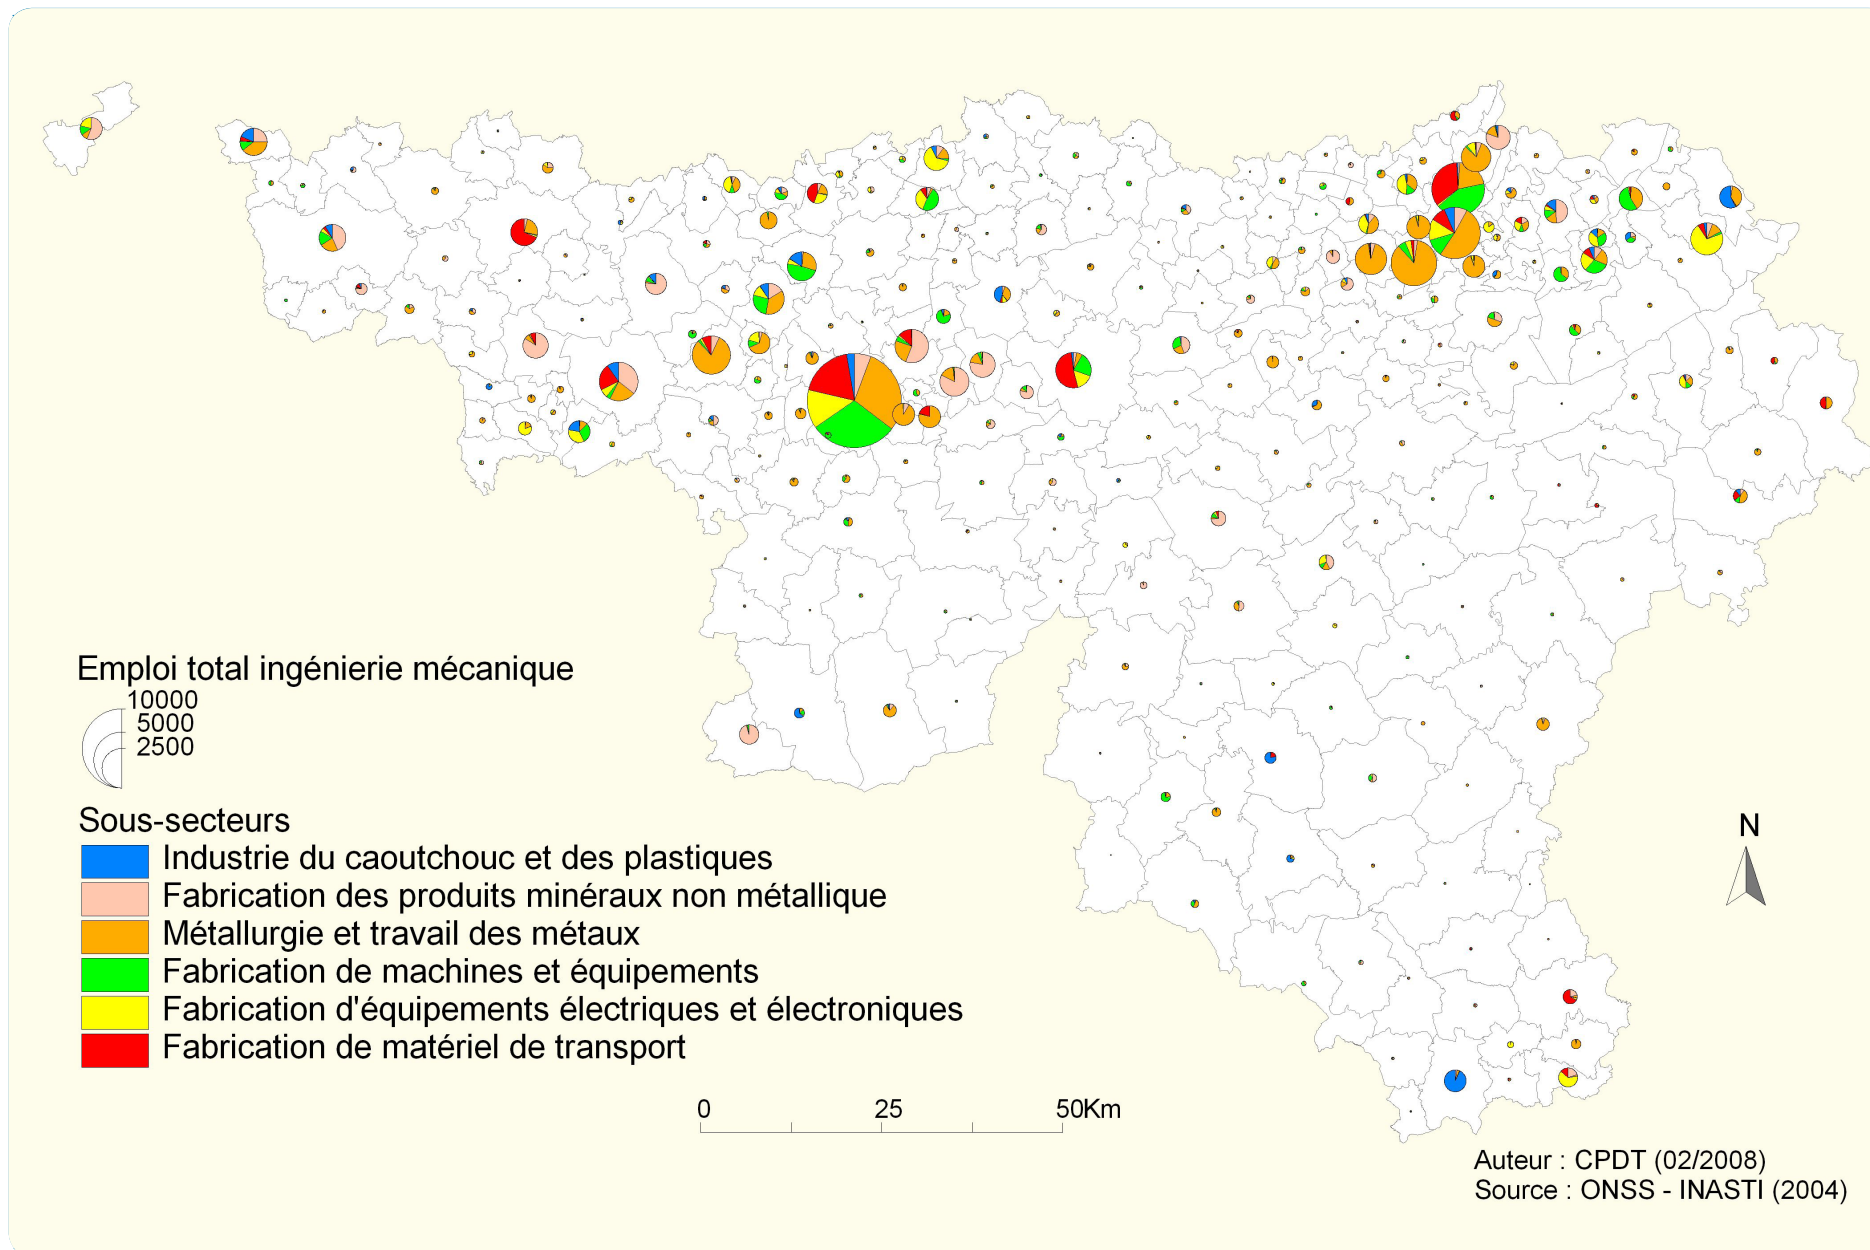 Emploi total ingénierie mécanique
10000
5000
2500
Sous-secteurs
Industrie du caoutchouc et des plastiques
Fabrication des produits minéraux non métallique
Métallurgie et travail des métaux
Fabrication de machines et équipements
Fabrication d'équipements électriques et électroniques
Fabrication de matériel de transport
N
0 25 50Km
Auteur : CPDT (02/2008)
Source : ONSS - INASTI (2004)